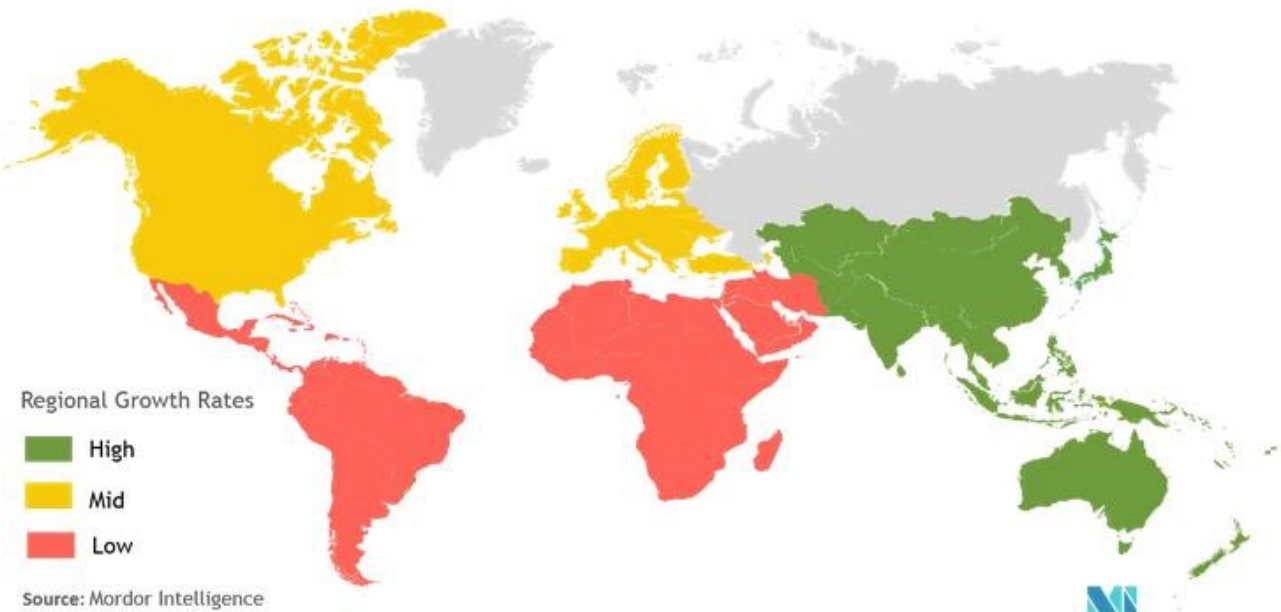 Regional Growth Rates
High
Mid
Low
Source: Mordor Intelligence